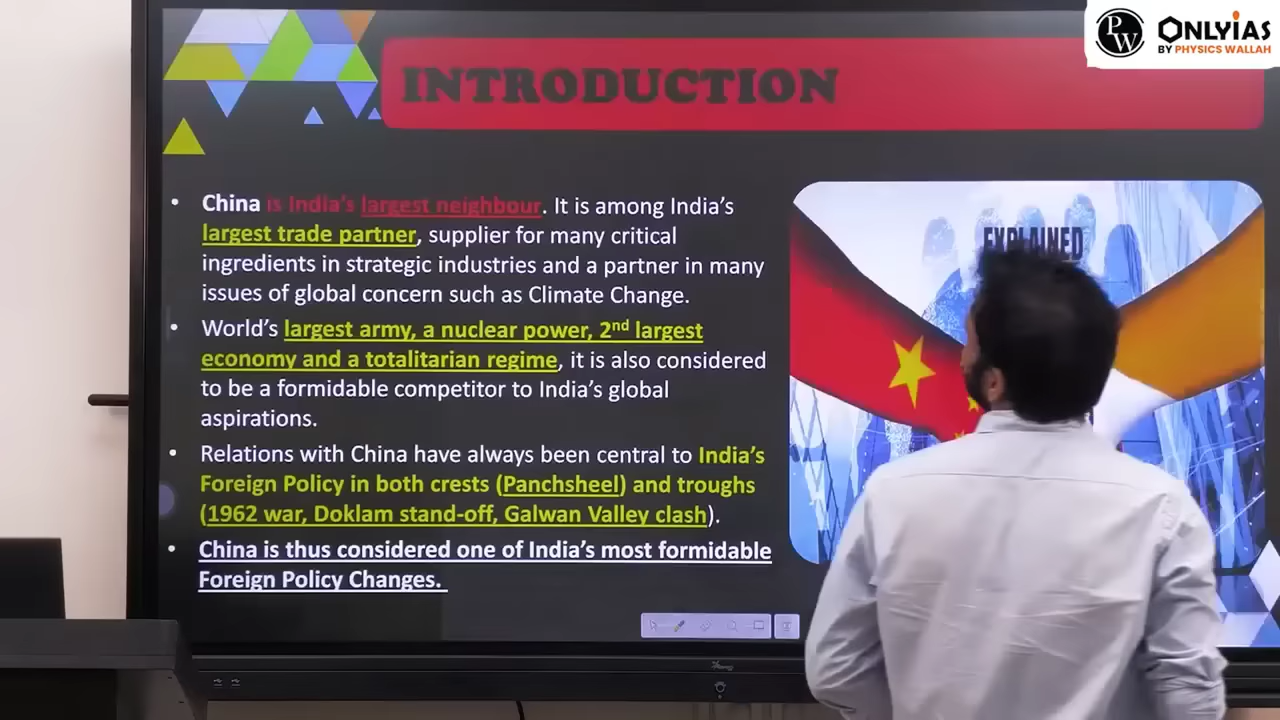 PW
ONLYIAS
BY PHYSICS WALLAH
INTRODUCTION
• China is India's largest neighbour. It is among India's
largest trade partner, supplier for many critical
ingredients in strategic industries and a partner in many
issues of global concern such as Climate Change.
• World's largest army, a nuclear power, 2nd largest
economy and a totalitarian regime, it is also considered
to be a formidable competitor to India's global
aspirations.
• Relations with China have always been central to India's
Foreign Policy in both crests (Panchsheel) and troughs
(1962 war, Doklam stand-off, Galwan Valley clash).
• China is thus considered one of India's most formidable
Foreign Policy Changes.
EXPLAINED